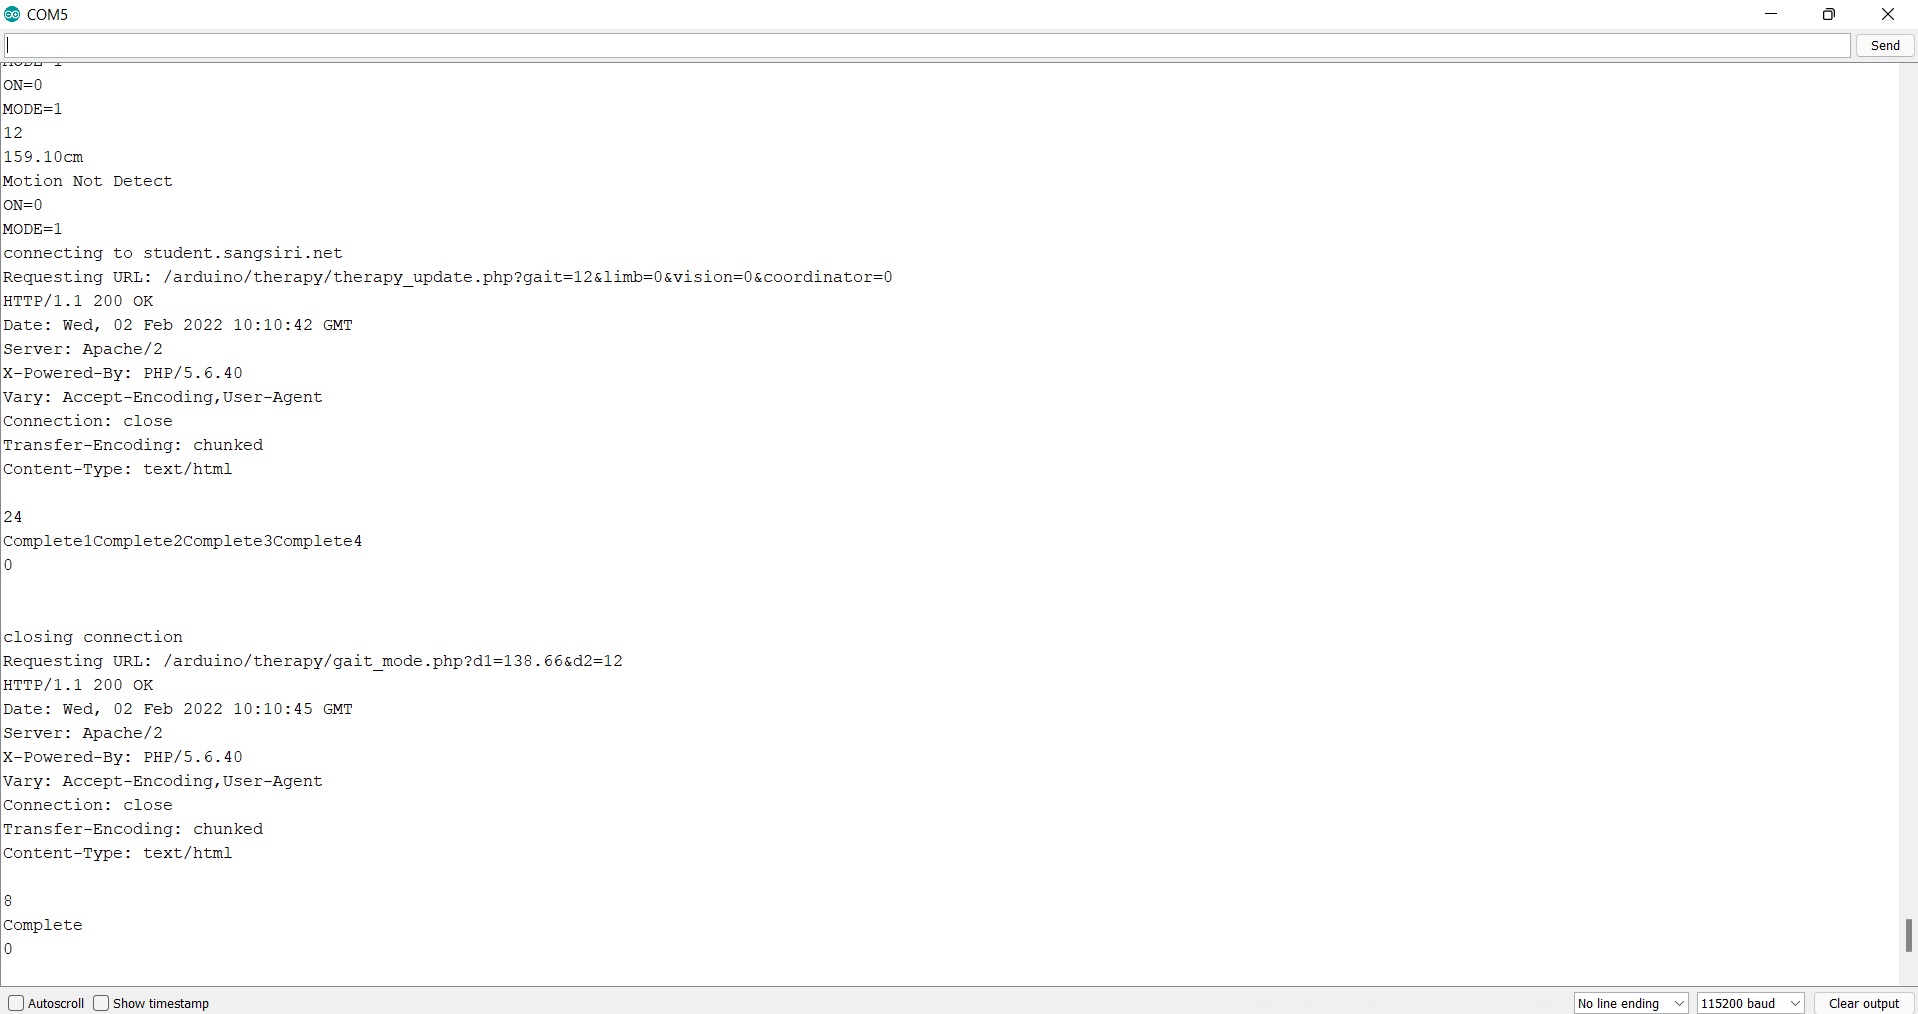 COM5
Send
MODE=1
ON=0
MODE=1
12
159.10cm
Motion Not Detect
ON=0
MODE=1
connecting to student.sangsiri.net
Requesting URL: /arduino/therapy/therapy_update.php?gait=12&limb=0&vision=0&coordinator=0
HTTP/1.1 200 OK
Date: Wed, 02 Feb 2022 10:10:42 GMT
Server: Apache/2
X-Powered-By: PHP/5.6.40
Vary: Accept-Encoding,User-Agent
Connection: close
Transfer-Encoding: chunked
Content-Type: text/html
24
Complete1Complete2Complete3Complete4
0
closing connection
Requesting URL: /arduino/therapy/gait_mode.php?d1=138.66&d2=12
HTTP/1.1 200 OK
Date: Wed, 02 Feb 2022 10:10:45 GMT
Server: Apache/2
X-Powered-By: PHP/5.6.40
Vary: Accept-Encoding,User-Agent
Connection: close
Transfer-Encoding: chunked
Content-Type: text/html
8
Complete
0
Autoscroll Show timestamp No line ending 115200 baud Clear output